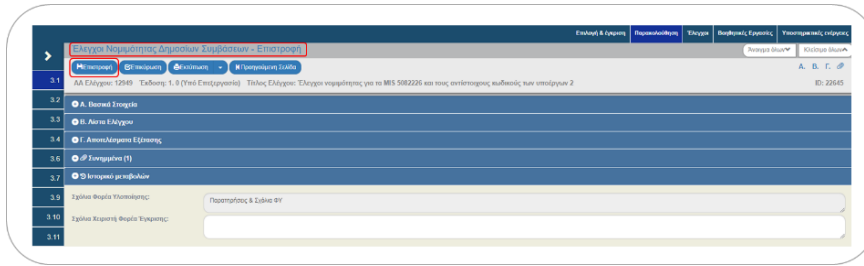 Επιλογή & έγκριση Παρακολούθηση Έλεγχοι Βοηθητικές Εργασίες Υποστηρικτικές ενέργειες
Έλεγχοι Νομιμότητας Δημοσίων Συμβάσεων - Επιστροφή
Άνοιγμα όλων Κλείσιμο όλων
Επιστροφή Επικύρωση Εκτύπωση Προηγούμενη Σελίδα
Α. Β. Γ.
ΑΑ Ελέγχου: 12549 Έκδοση: 1. 0 (Υπό Επεξεργασία) Τίτλος Ελέγχου: Έλεγχοι νομιμότητας για το MIS 5082226 και τους αντίστοιχους κωδικούς των υποέργων 2 ID: 22645
3.1
3.2 Α. Βασικά Στοιχεία
3.3 Β. Λίστα Ελέγχου
3.4 Γ. Αποτελέσματα Εξέτασης
3.6 Συνημμένα (1)
3.7 Ιστορικό μεταβολών
3.9 Σχόλια Φορέα Υλοποίησης: Παρατηρήσεις & Σχόλια ΦΥ
3.10 Σχόλια Χειριστή Φορέα Έγκρισης:
3.11